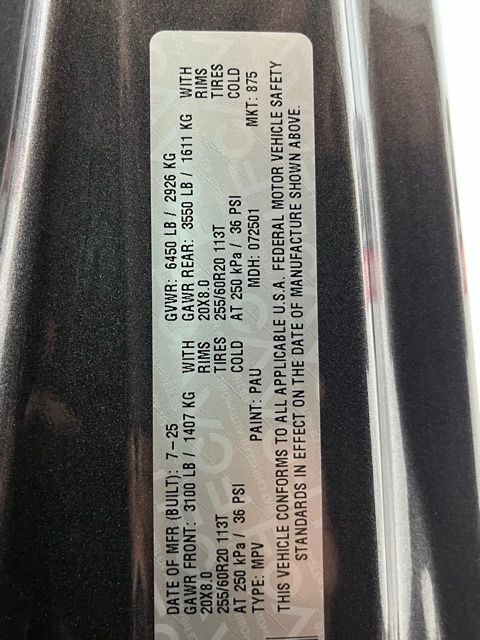 DATE OF MFR (BUILT): 7-25 GVWR: 6450 LB / 2926 KG
GAWR FRONT: 3100 LB / 1407 KG WITH GAWR REAR: 3550 LB / 1611 KG WITH
20X8.0 RIMS 20X8.0 RIMS
255/60R20 113T TIRES 255/60R20 113T TIRES
AT 250 kPa / 36 PSI COLD AT 250 kPa / 36 PSI COLD
TYPE: MPV PAINT: PAU MDH: 072501 MKT: 875
THIS VEHICLE CONFORMS TO ALL APPLICABLE U.S.A. FEDERAL MOTOR VEHICLE SAFETY
STANDARDS IN EFFECT ON THE DATE OF MANUFACTURE SHOWN ABOVE.